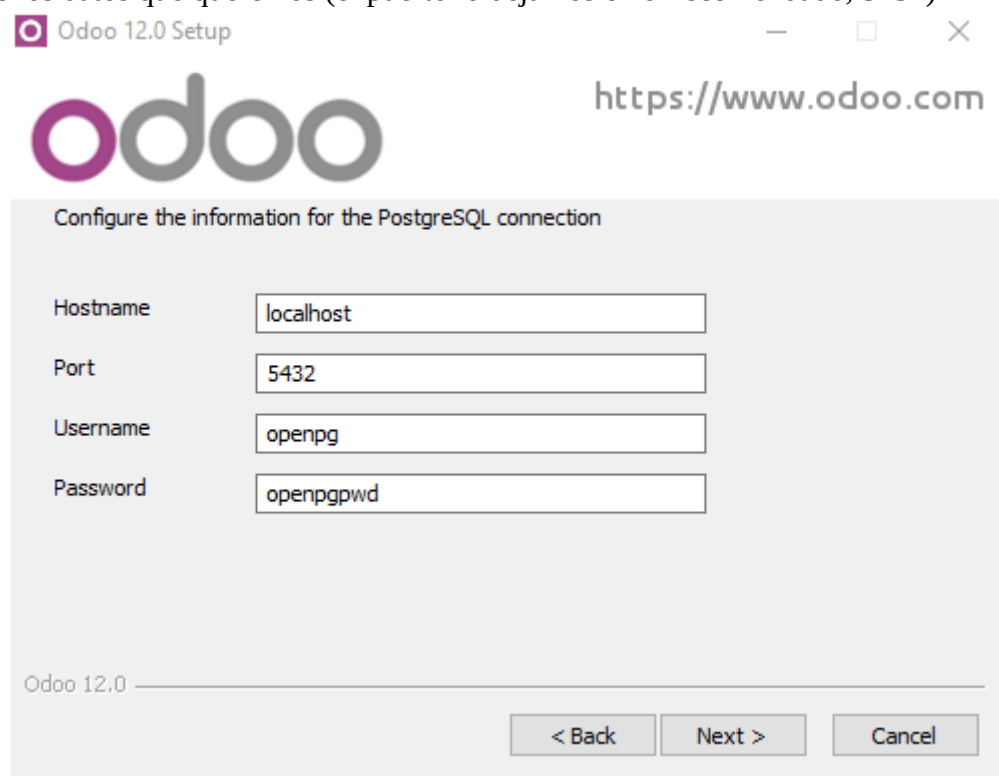 Odoo 12.0 Setup
odoo
https://www.odoo.com
Configure the information for the PostgreSQL connection
Hostname
localhost
Port
5432
Username
openpg
Password
openpgpwd
Odoo 12.0
< Back
Next >
Cancel